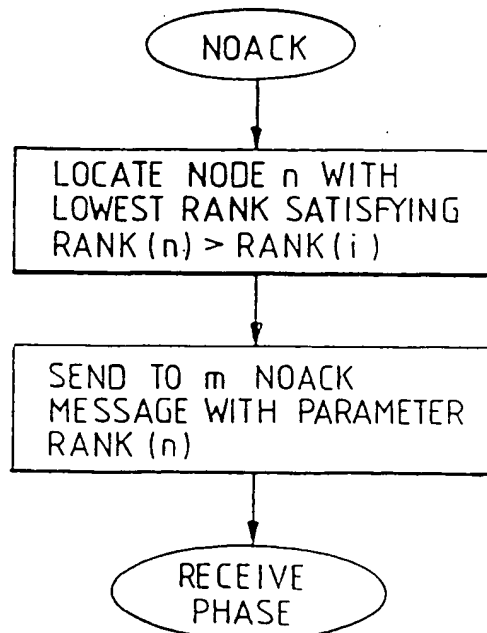 NOACK
LOCATE NODE n WITH
LOWEST RANK SATISFYING
RANK (n) > RANK (i)
SEND TO m NOACK
MESSAGE WITH PARAMETER
RANK (n)
RECEIVE
PHASE